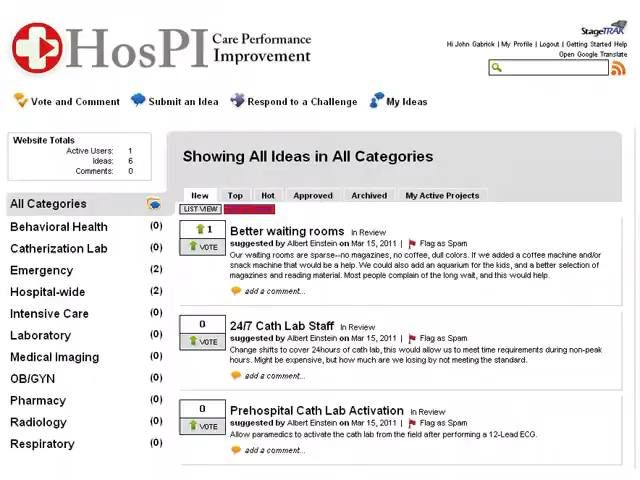 HosPI Care Performance Improvement
StageTRAK
Hi John Gabrick | My Profile | Logout | Getting Started Help
Open Google Translate
Vote and Comment Submit an Idea Respond to a Challenge My Ideas
Website Totals
Active Users: 1
Ideas: 6
Comments: 0
Showing All Ideas in All Categories
New Top Hot Approved Archived My Active Projects
LIST VIEW
All Categories
Behavioral Health (0)
Catherization Lab (0)
Emergency (2)
Hospital-wide (2)
Intensive Care (0)
Laboratory (0)
Medical Imaging (0)
OB/GYN (0)
Pharmacy (0)
Radiology (0)
Respiratory (0)
1
VOTE
Better waiting rooms In Review
suggested by Albert Einstein on Mar 15, 2011 | Flag as Spam
Our waiting rooms are sparse--no magazines, no coffee, dull colors. If we added a coffee machine and/or
snack machine that would be a help. We could also add an aquarium for the kids, and a better selection of
magazines and reading material. Most people complain of the long wait, and this would help.
add a comment...
0
VOTE
24/7 Cath Lab Staff In Review
suggested by Albert Einstein on Mar 15, 2011 | Flag as Spam
Change shifts to cover 24hours of cath lab, this would allow us to meet time requirements during non-peak
hours. Might be expensive, but how much are we losing by not meeting the standard.
add a comment...
0
VOTE
Prehospital Cath Lab Activation In Review
suggested by Albert Einstein on Mar 15, 2011 | Flag as Spam
Allow paramedics to activate the cath lab from the field after performing a 12-Lead ECG.
add a comment...